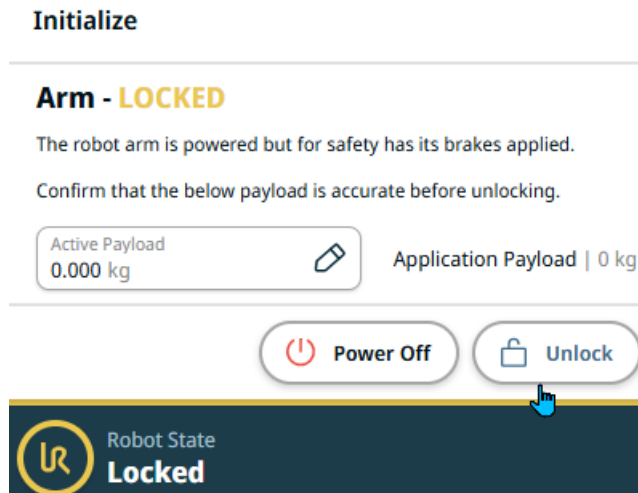 Initialize
Arm - LOCKED
The robot arm is powered but for safety has its brakes applied.
Confirm that the below payload is accurate before unlocking.
Active Payload
0.000 kg
Application Payload | 0 kg
Power Off
Unlock
Robot State
Locked